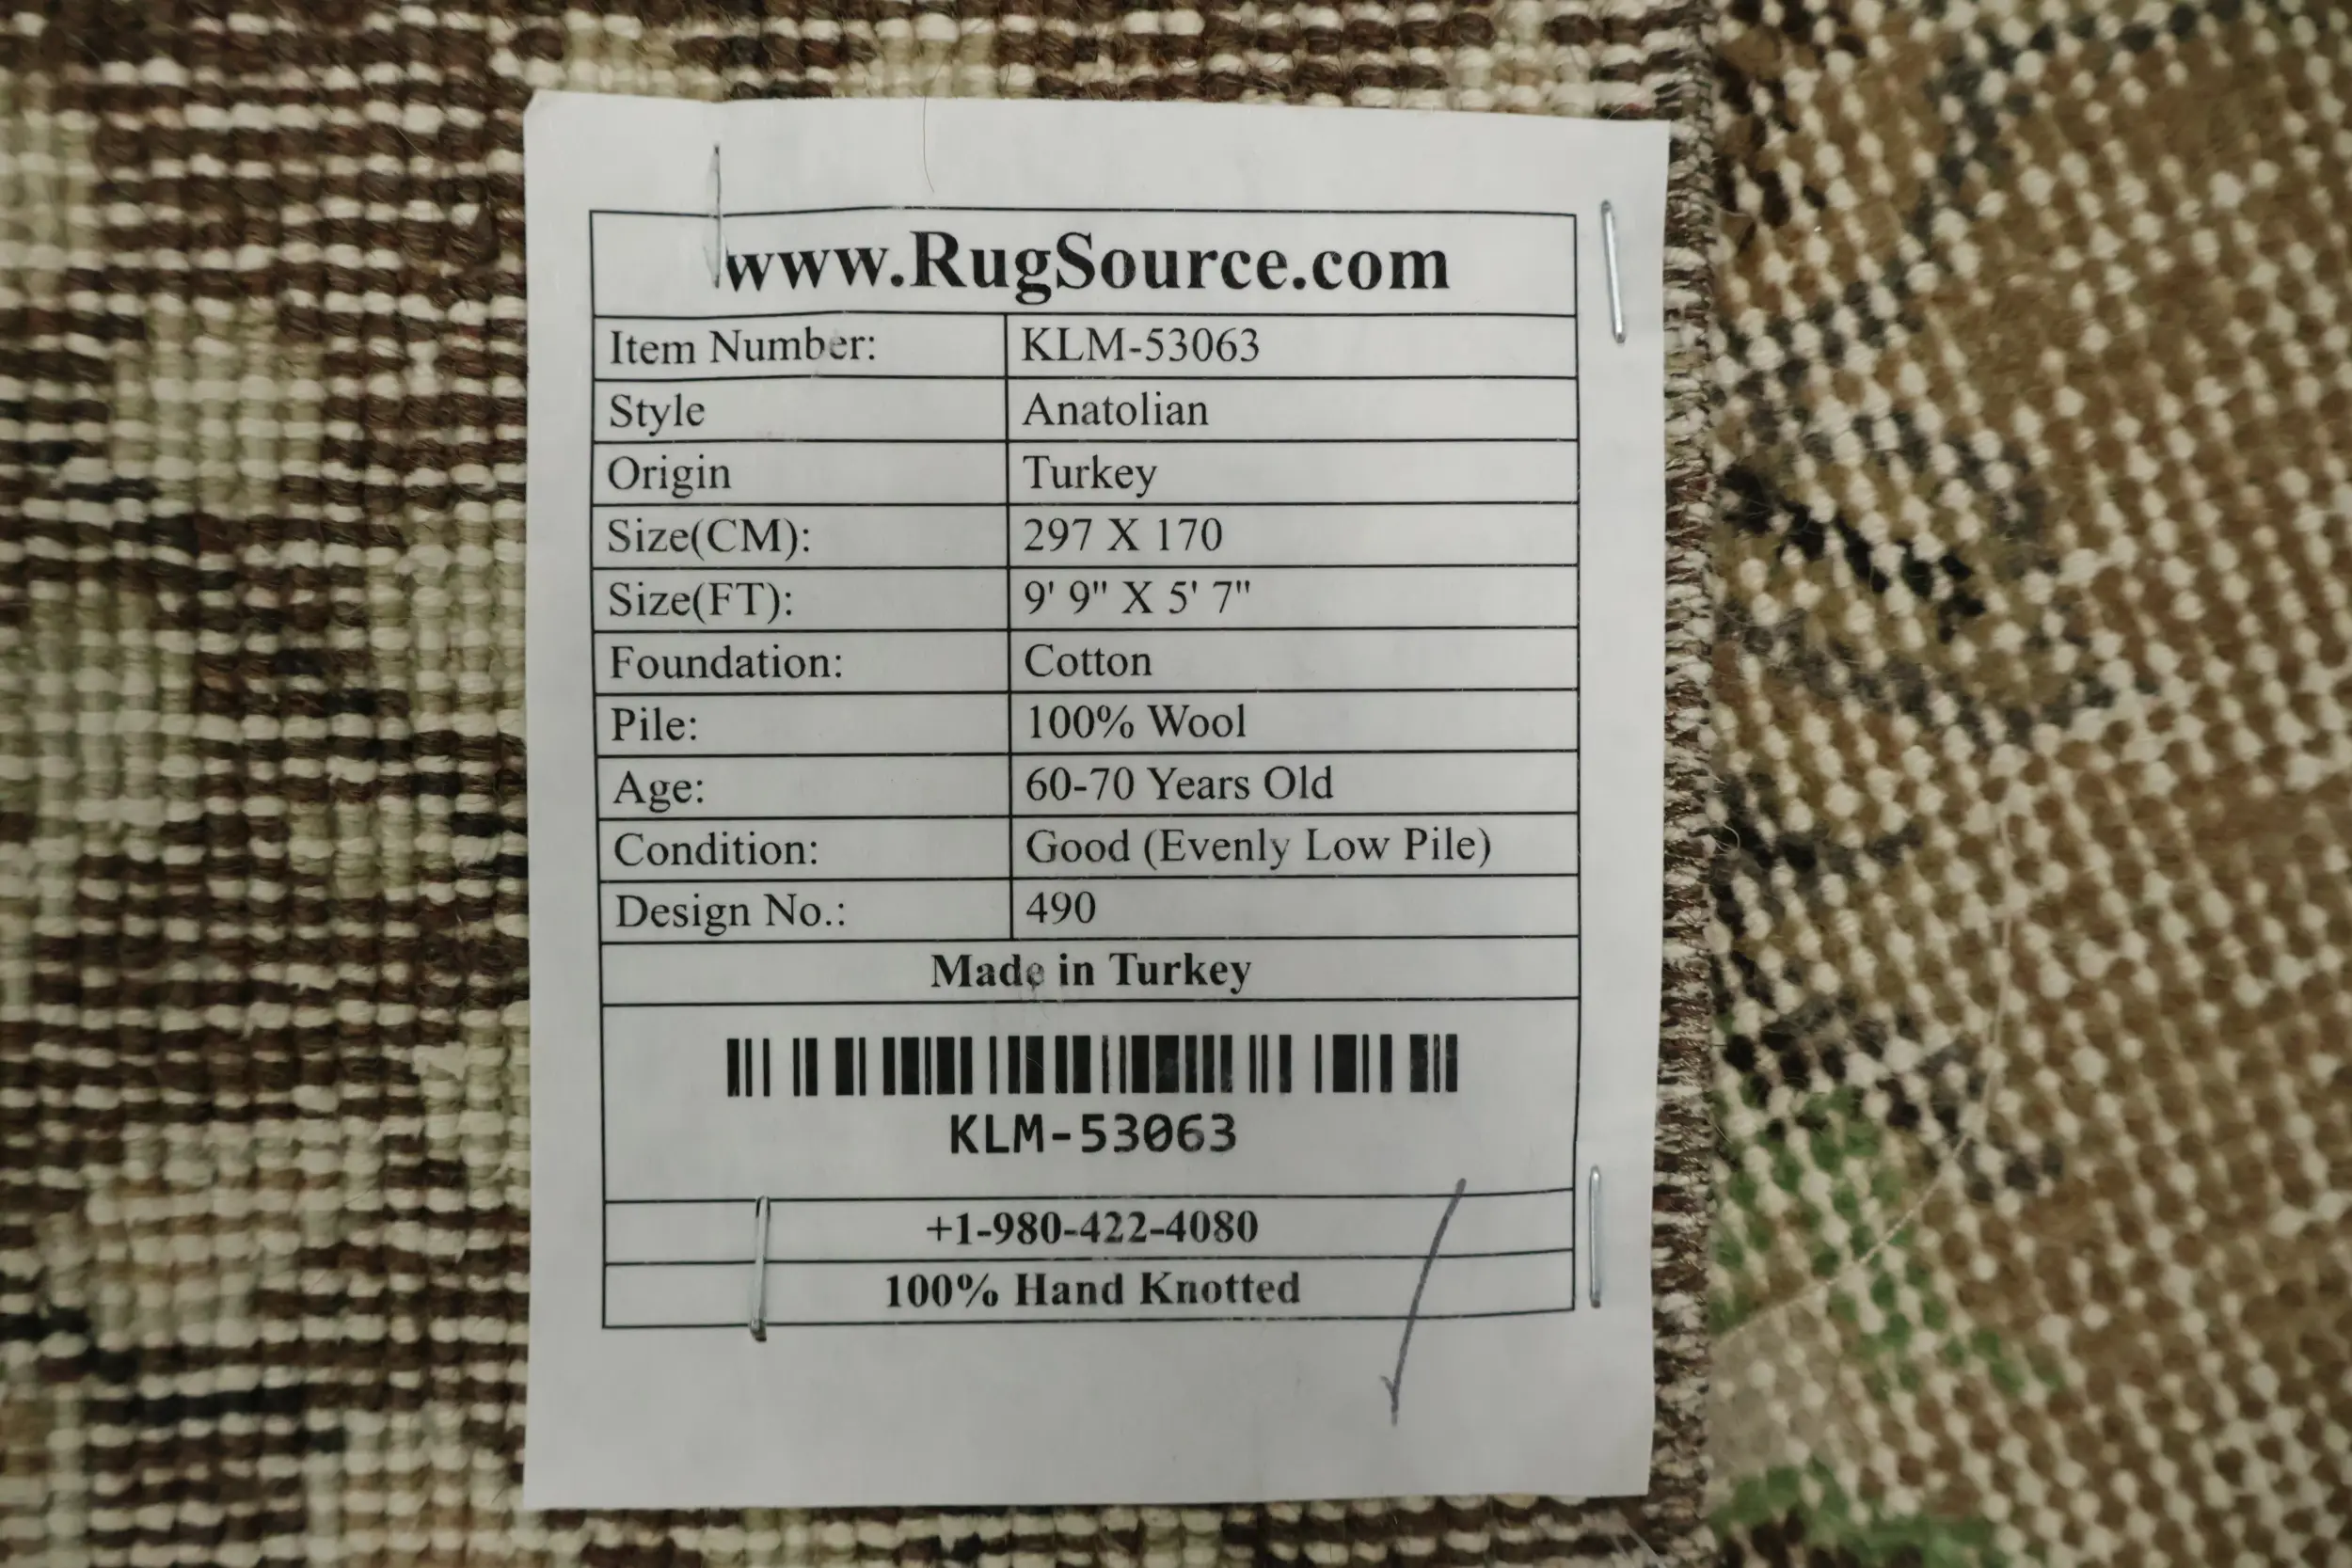 www.RugSource.com
Item Number: KLM-53063
Style Anatolian
Origin Turkey
Size(CM): 297 X 170
Size(FT): 9' 9" X 5' 7"
Foundation: Cotton
Pile: 100% Wool
Age: 60-70 Years Old
Condition: Good (Evenly Low Pile)
Design No.: 490
Made in Turkey
KLM-53063
+1-980-422-4080
100% Hand Knotted